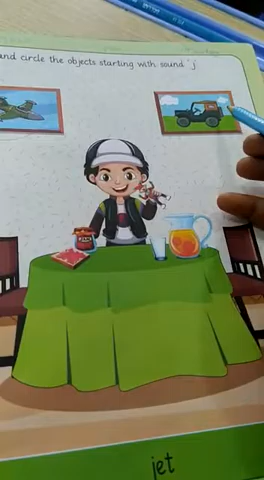 and circle the objects starting with sound 'j
jet